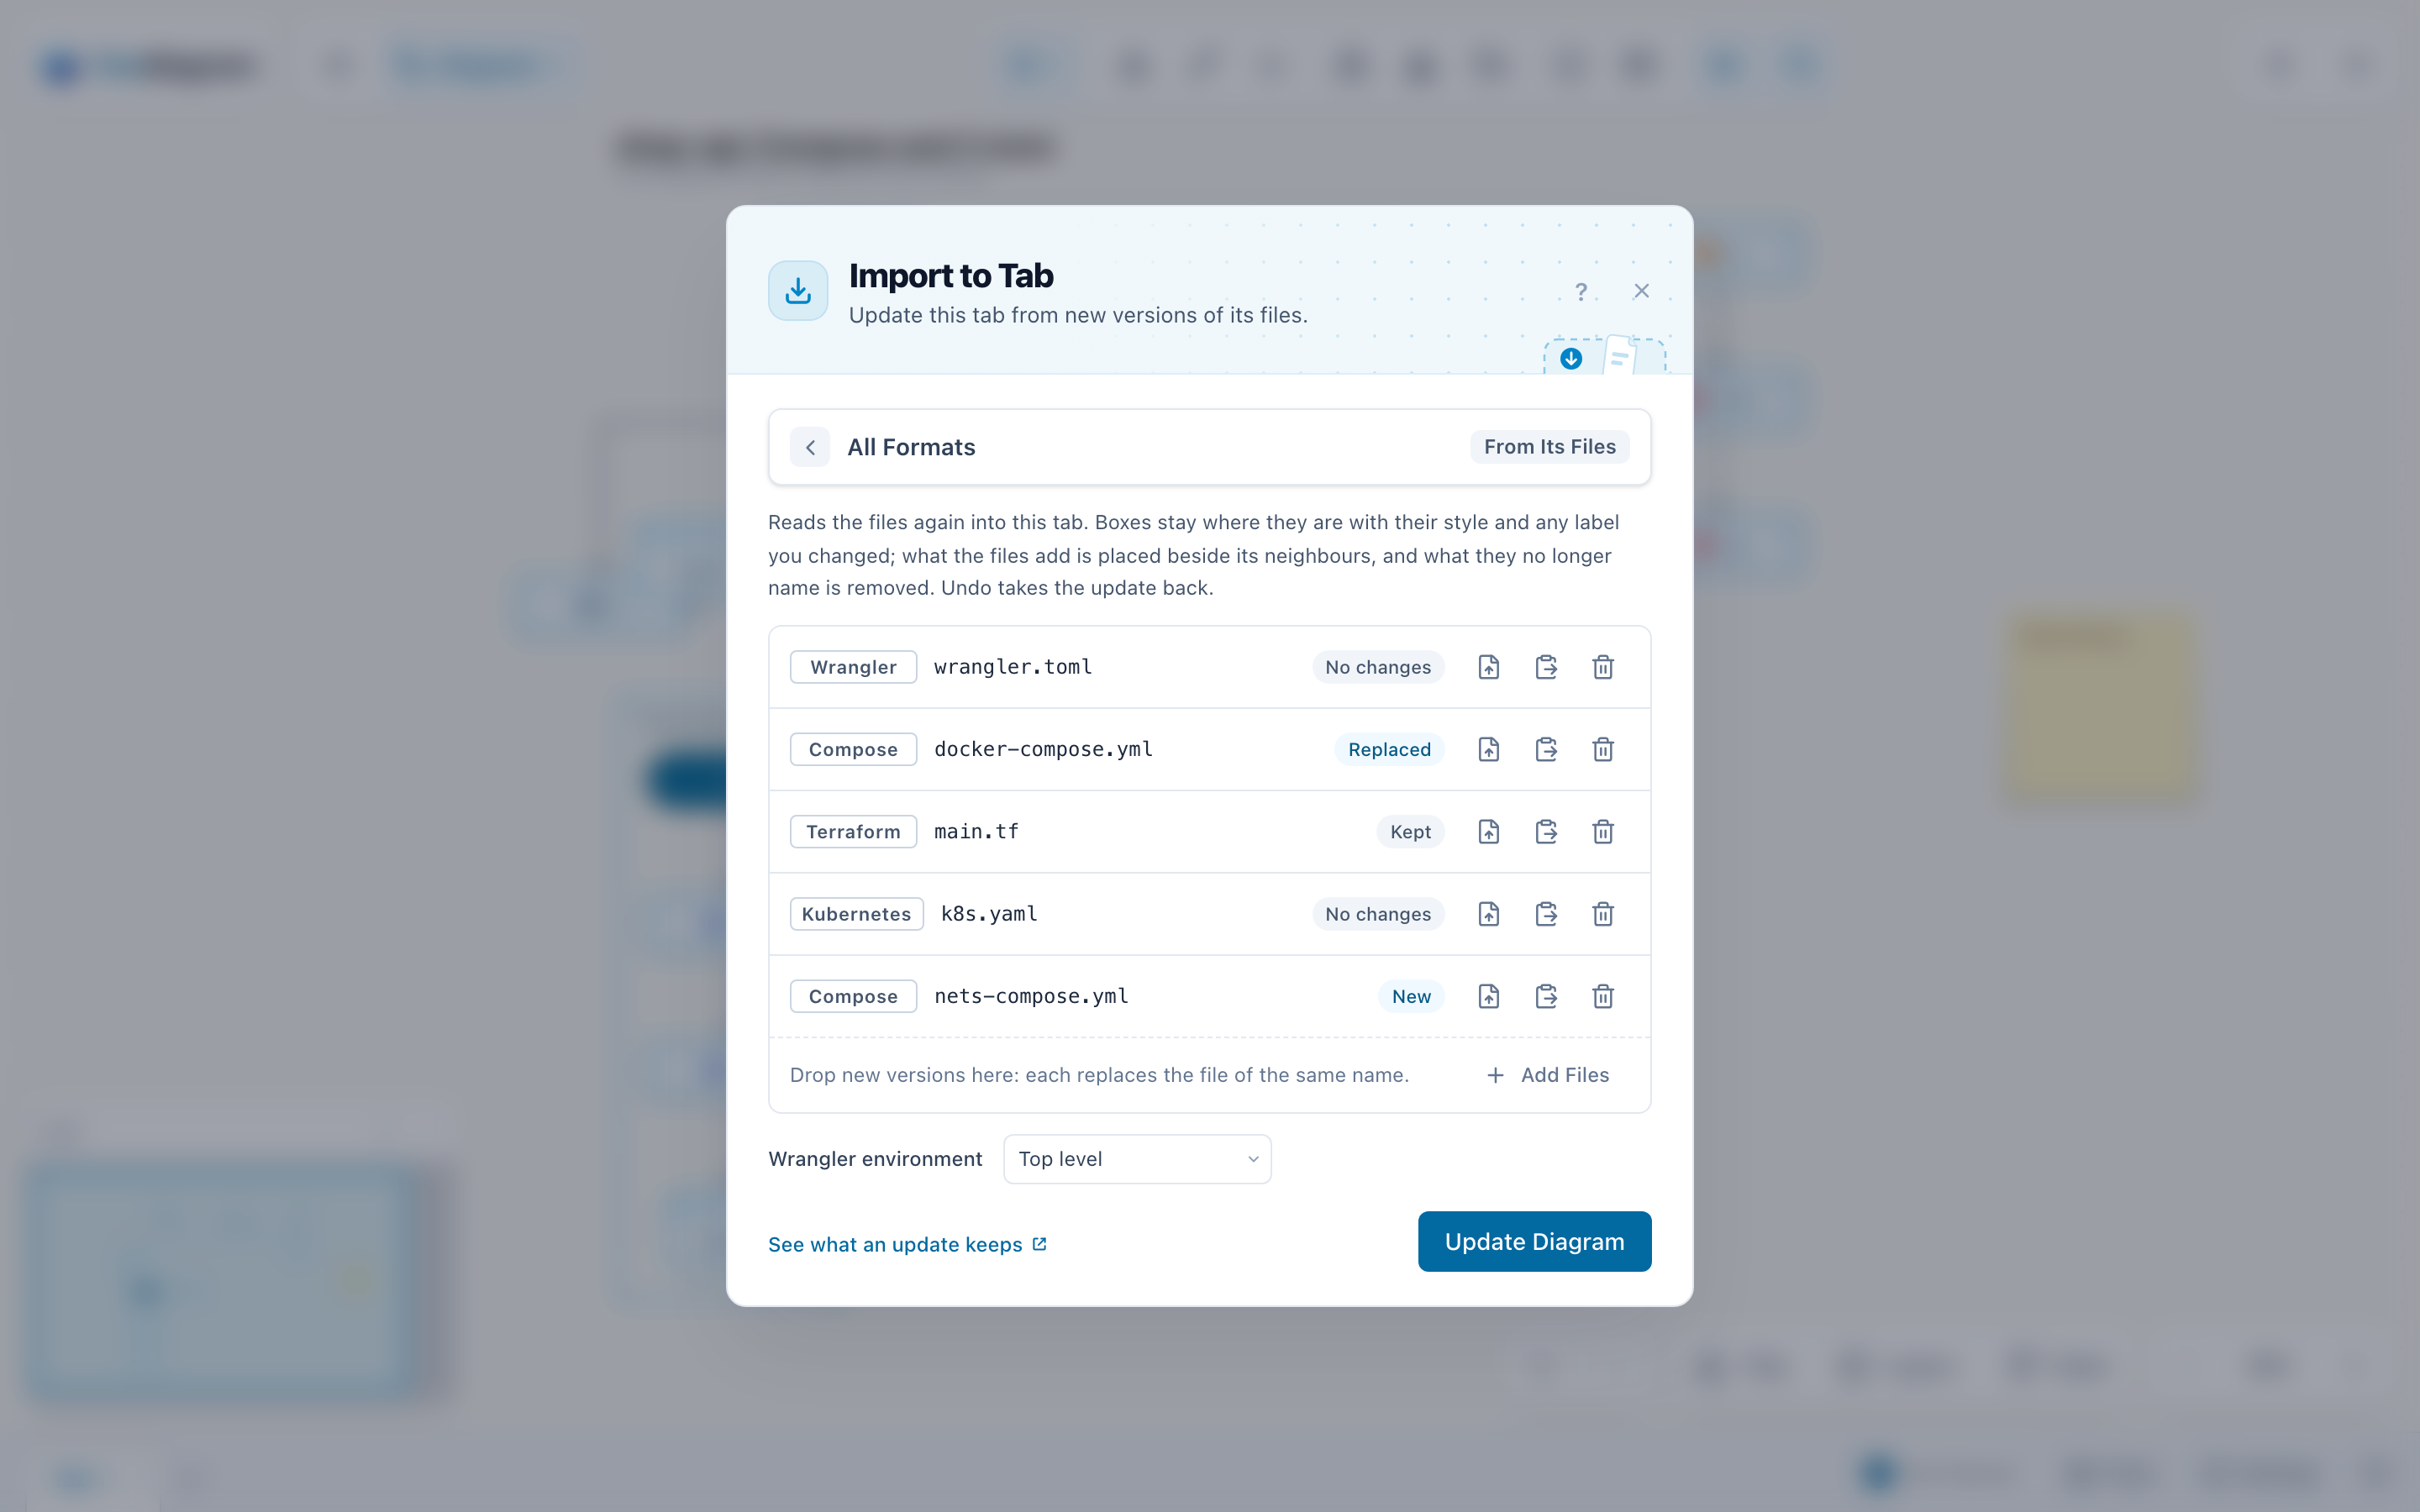 Import to Tab
Update this tab from new versions of its files.
?
All Formats
From Its Files
Reads the files again into this tab. Boxes stay where they are with their style and any label
you changed; what the files add is placed beside its neighbours, and what they no longer
name is removed. Undo takes the update back.
Wrangler wrangler.toml No changes
Compose docker-compose.yml Replaced
Terraform main.tf Kept
Kubernetes k8s.yaml No changes
Compose nets-compose.yml New
Drop new versions here: each replaces the file of the same name. + Add Files
Wrangler environment Top level
See what an update keeps
Update Diagram